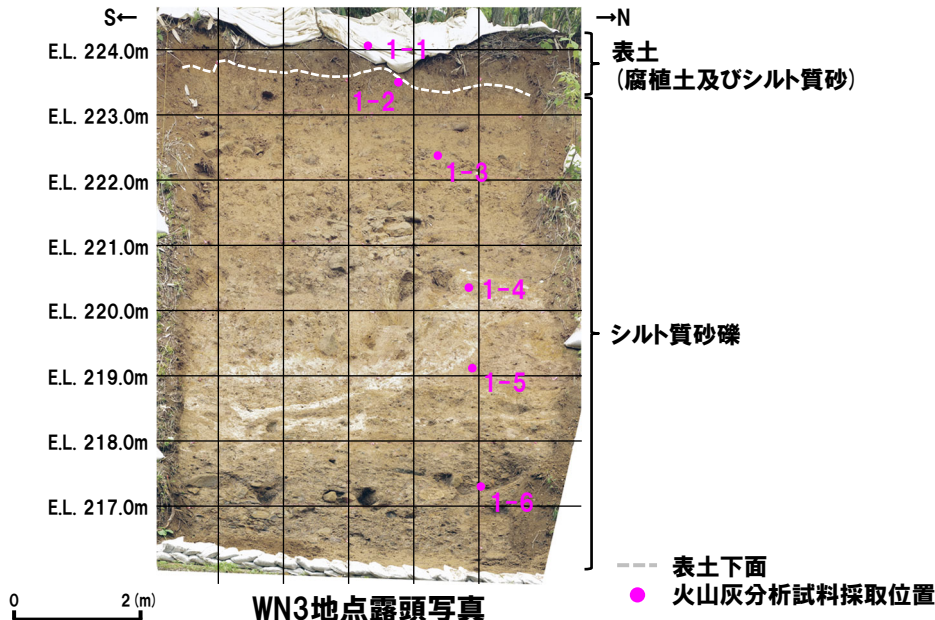 S← →N
E.L. 224.0m
E.L. 223.0m
E.L. 222.0m
E.L. 221.0m
E.L. 220.0m
E.L. 219.0m
E.L. 218.0m
E.L. 217.0m
1-1
1-2
1-3
1-4
1-5
1-6
表土
(腐植土及びシルト質砂)
シルト質砂礫
表土下面
火山灰分析試料採取位置
0 2 (m)
WN3地点露頭写真